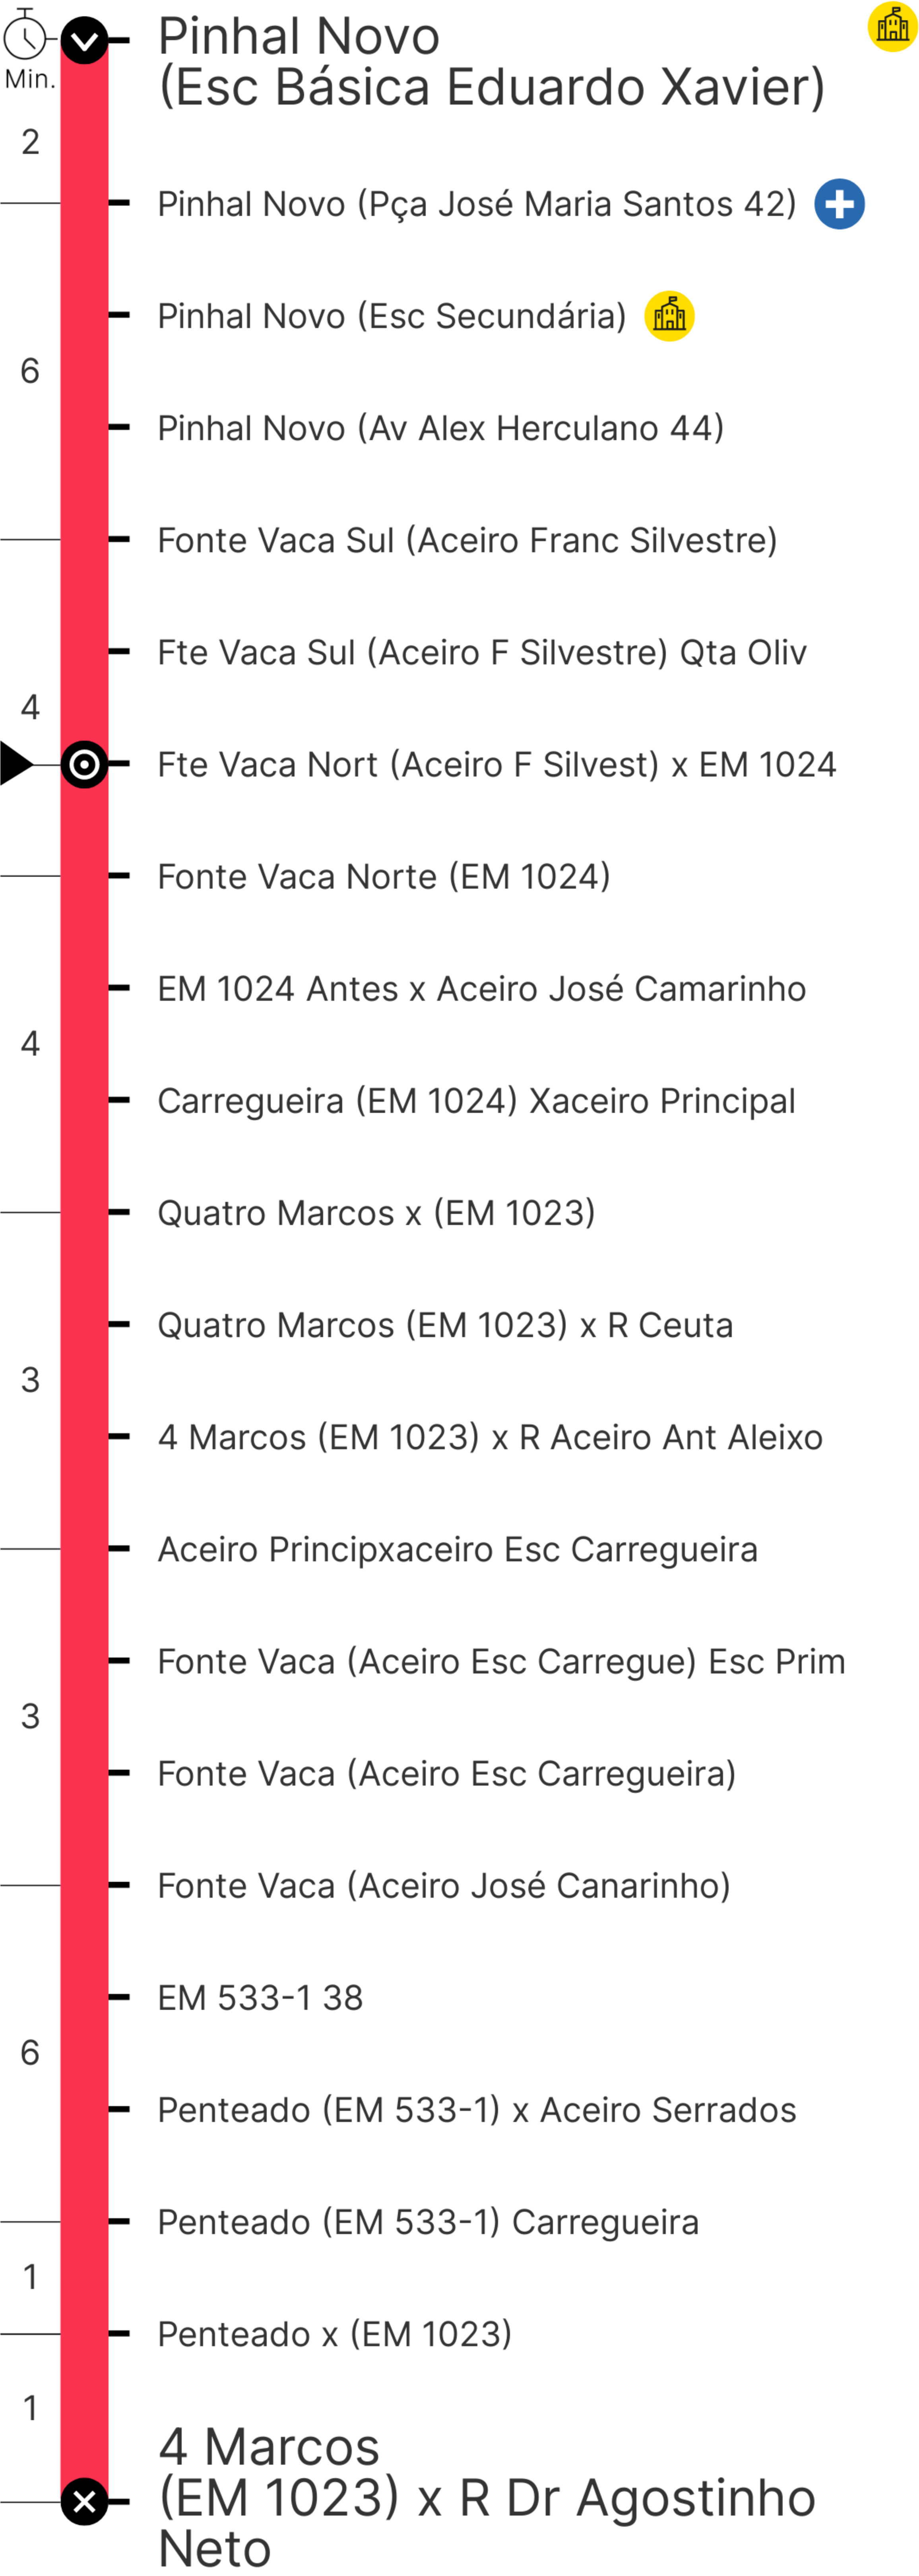 Pinhal Novo
(Esc Básica Eduardo Xavier)
Min.
2
Pinhal Novo (Pça José Maria Santos 42)
Pinhal Novo (Esc Secundária)
6
Pinhal Novo (Av Alex Herculano 44)
Fonte Vaca Sul (Aceiro Franc Silvestre)
Fte Vaca Sul (Aceiro F Silvestre) Qta Oliv
4
Fte Vaca Nort (Aceiro F Silvest) x EM 1024
Fonte Vaca Norte (EM 1024)
EM 1024 Antes x Aceiro José Camarinho
4
Carregueira (EM 1024) Xaceiro Principal
Quatro Marcos x (EM 1023)
Quatro Marcos (EM 1023) x R Ceuta
3
4 Marcos (EM 1023) x R Aceiro Ant Aleixo
Aceiro Principxaceiro Esc Carregueira
Fonte Vaca (Aceiro Esc Carregue) Esc Prim
3
Fonte Vaca (Aceiro Esc Carregueira)
Fonte Vaca (Aceiro José Canarinho)
EM 533-1 38
6
Penteado (EM 533-1) x Aceiro Serrados
Penteado (EM 533-1) Carregueira
1
Penteado x (EM 1023)
1
4 Marcos
(EM 1023) x R Dr Agostinho
Neto